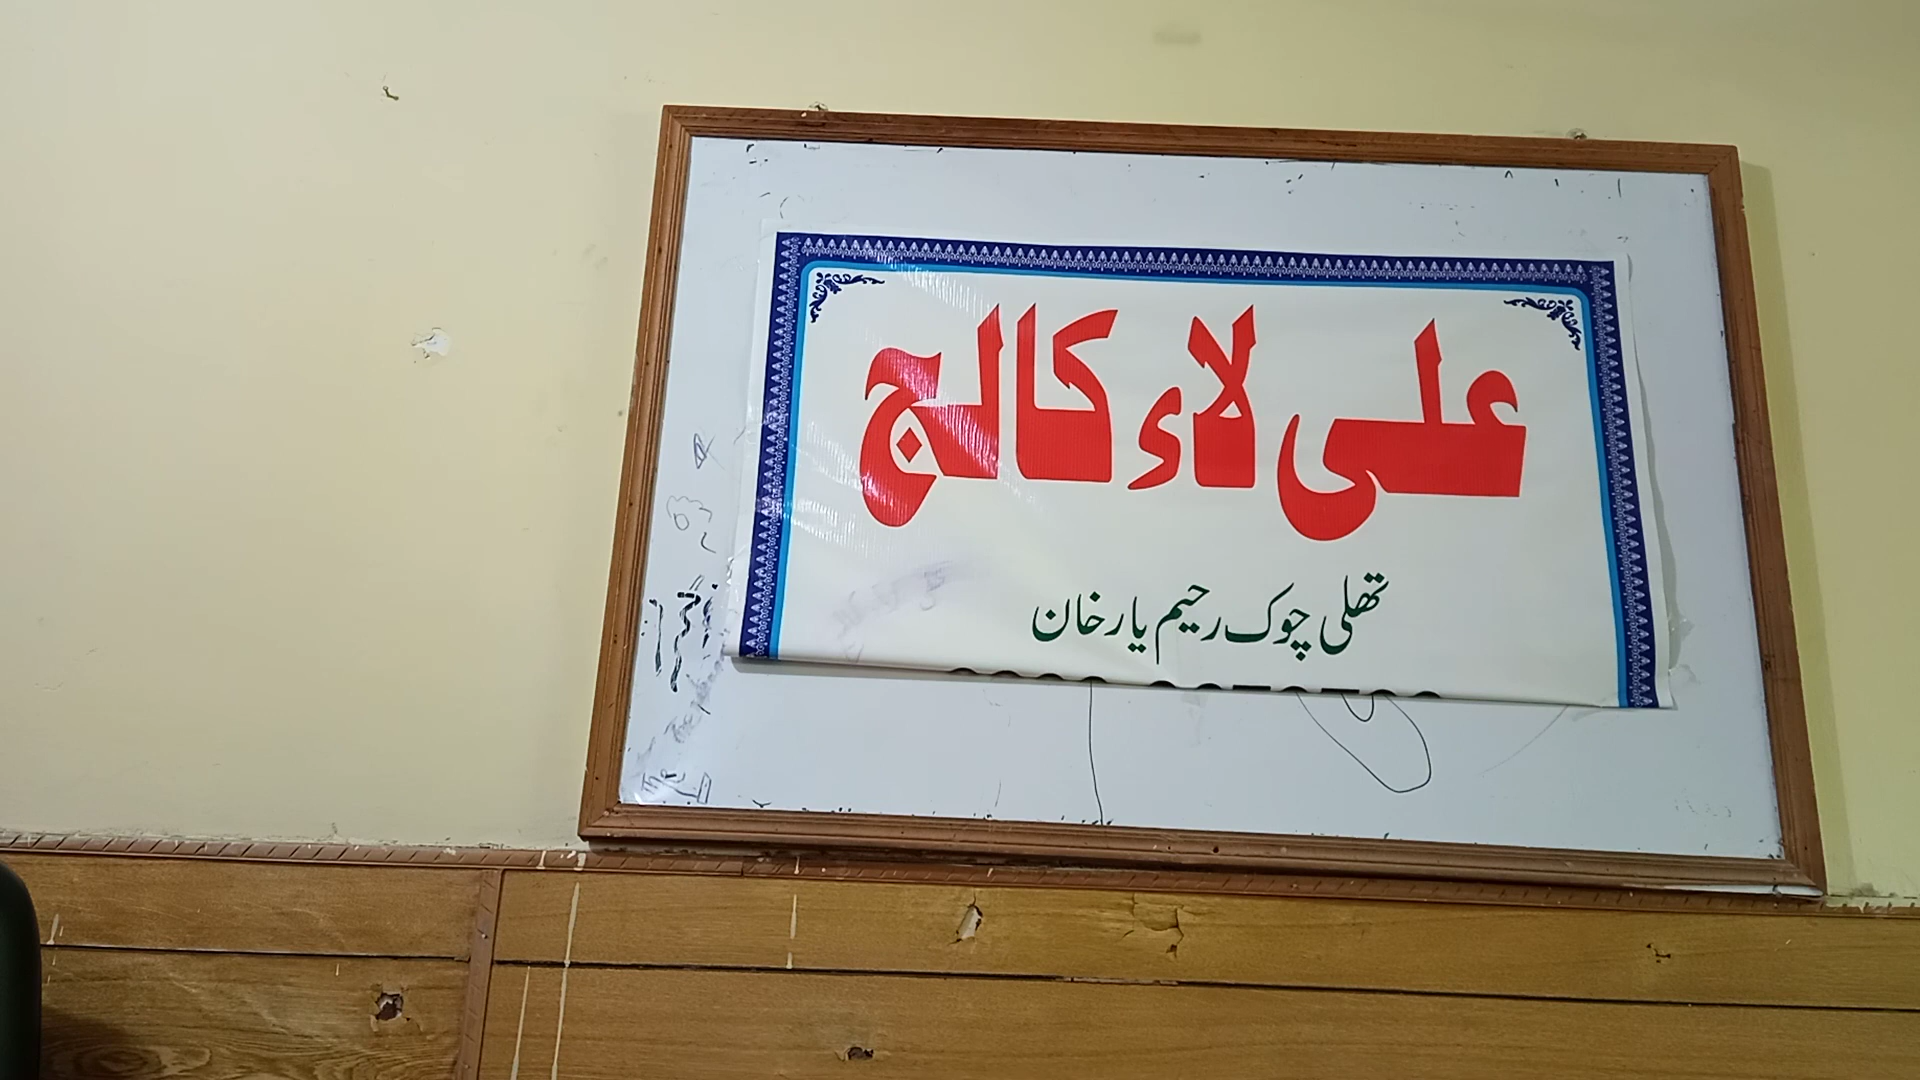 علی لاء کالج
تھلی چوک رحیم یار خان